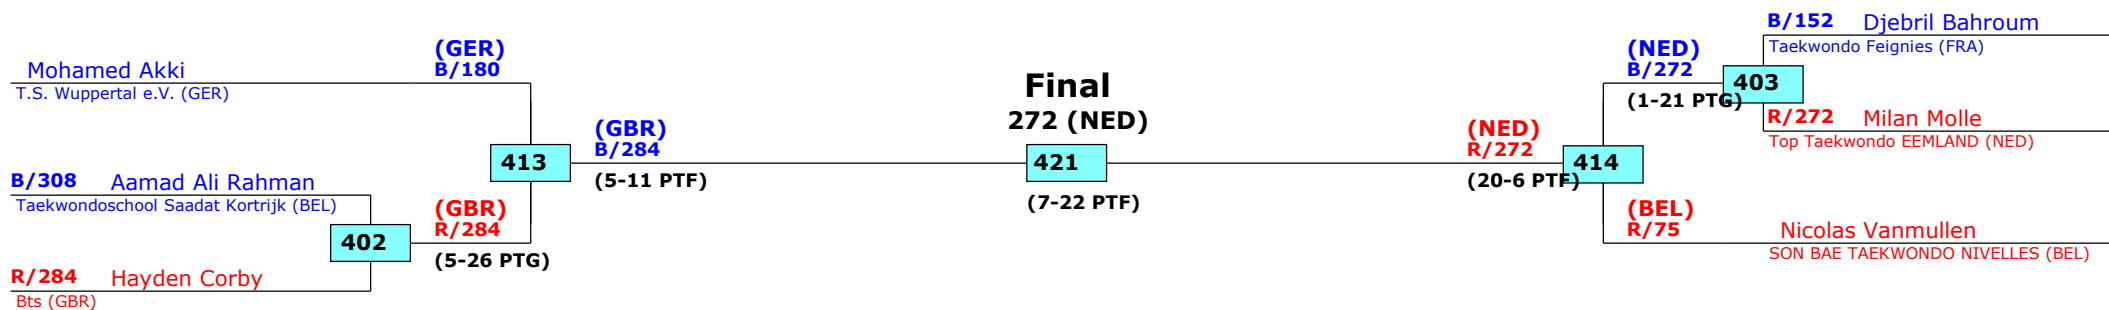 Mohamed Akki
T.S. Wuppertal e.V. (GER)
(GER)
B/180
B/308 Aamad Ali Rahman
Taekwondoschool Saadat Kortrijk (BEL)
402
R/284 Hayden Corby
Bts (GBR)
(GBR)
R/284
(5-26 PTG)
413
(GBR)
B/284
(5-11 PTF)
Final
272 (NED)
421
(7-22 PTF)
(NED)
R/272
(20-6 PTF)
414
(NED)
B/272
(1-21 PTG)
403
B/152 Djebril Bahroum
Taekwondo Feignies (FRA)
R/272 Milan Molle
Top Taekwondo EEMLAND (NED)
(BEL)
R/75
Nicolas Vanmullen
SON BAE TAEKWONDO NIVELLES (BEL)